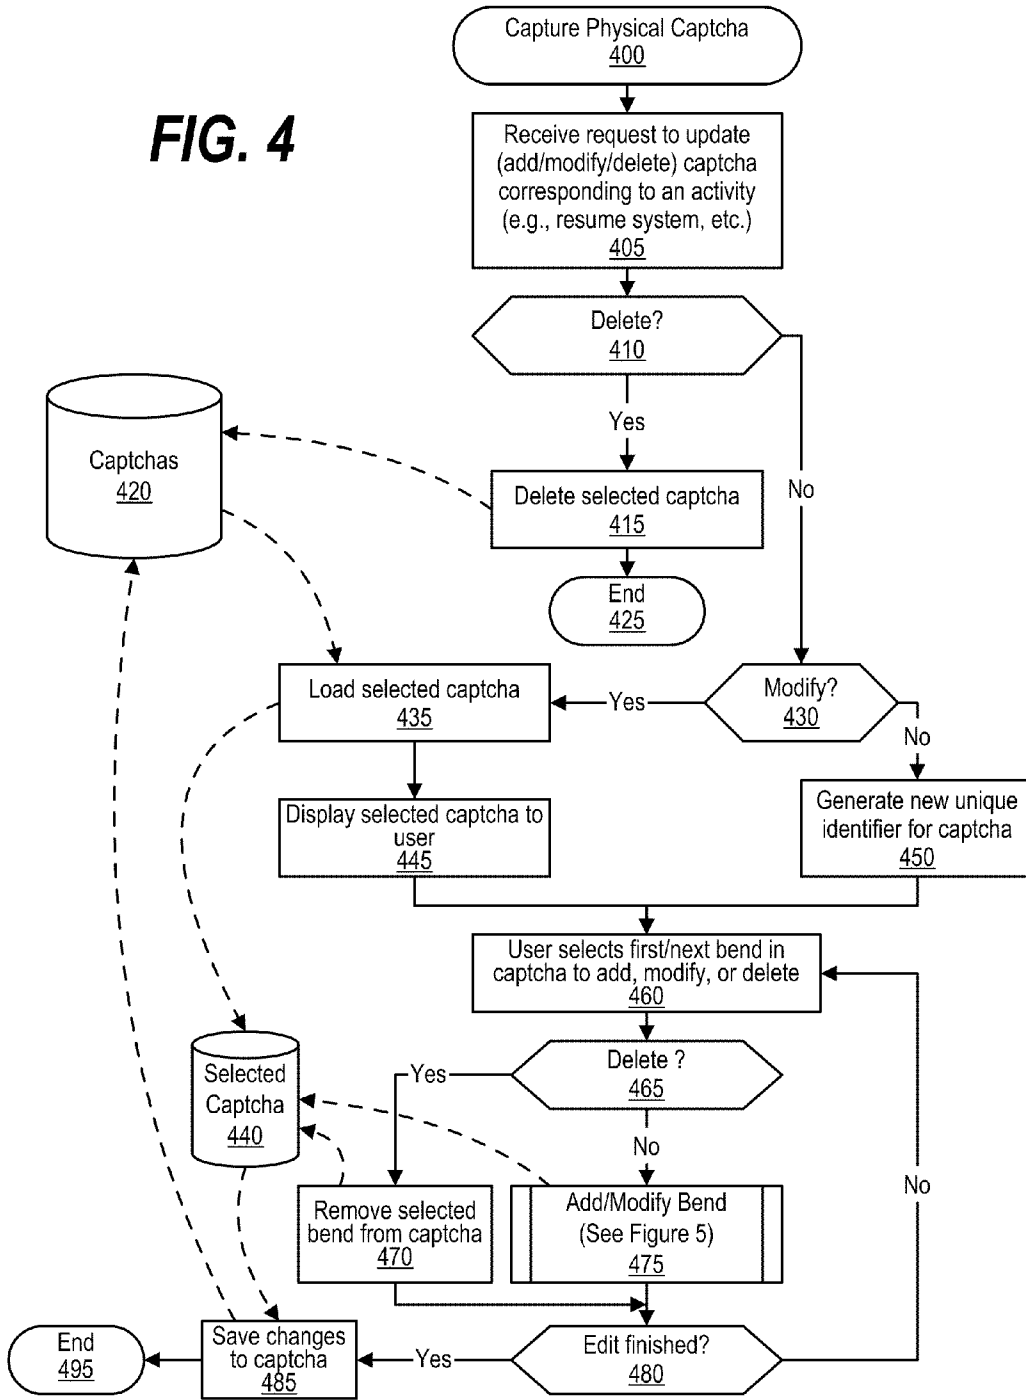 Capture Physical Captcha
400
FIG. 4
Receive request to update
(add/modify/delete) captcha
corresponding to an activity
(e.g., resume system, etc.)
405
Delete?
410
Yes
No
Captchas
420
Delete selected captcha
415
End
425
Load selected captcha
435
Yes
Modify?
430
No
Display selected captcha to
user
445
Generate new unique
identifier for captcha
450
User selects first/next bend in
captcha to add, modify, or delete
460
Selected
Captcha
440
Yes
Delete ?
465
No
No
Remove selected
bend from captcha
470
Add/Modify Bend
(See Figure 5)
475
End
495
Save changes
to captcha
485
Yes
Edit finished?
480